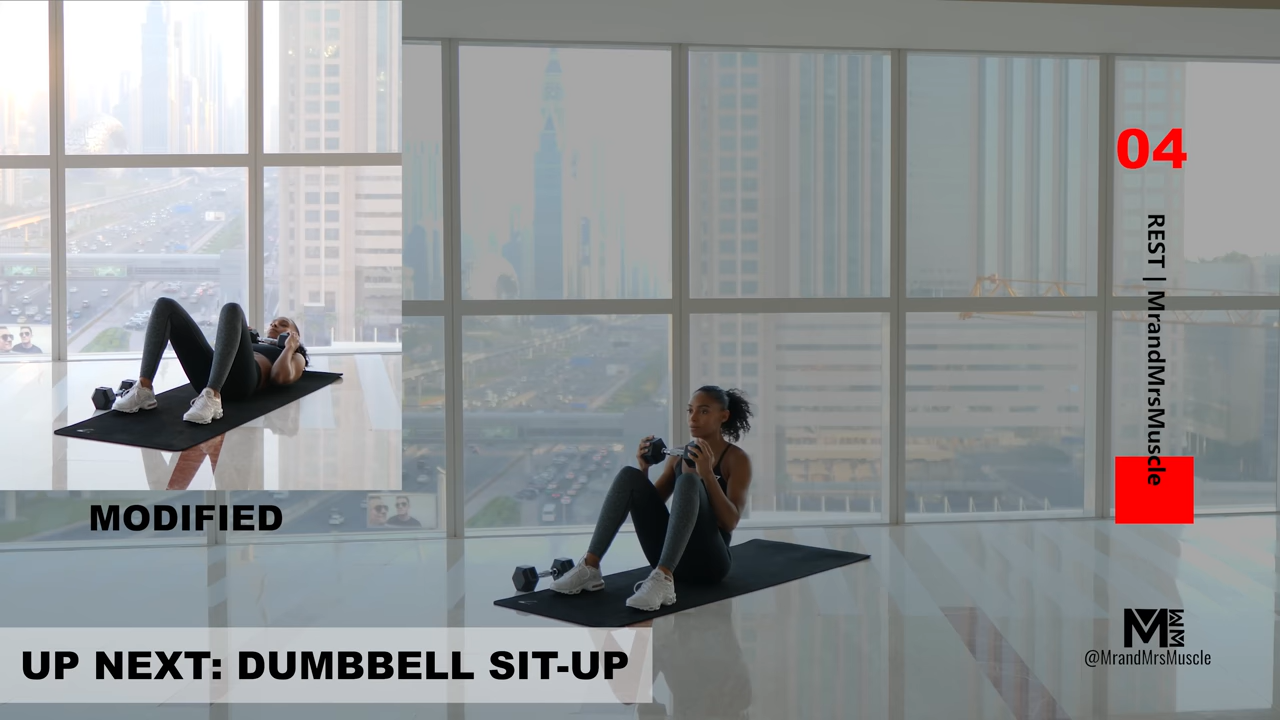 04
REST | MrandMrsMuscle
MODIFIED
UP NEXT: DUMBBELL SIT-UP
@MrandMrsMuscle